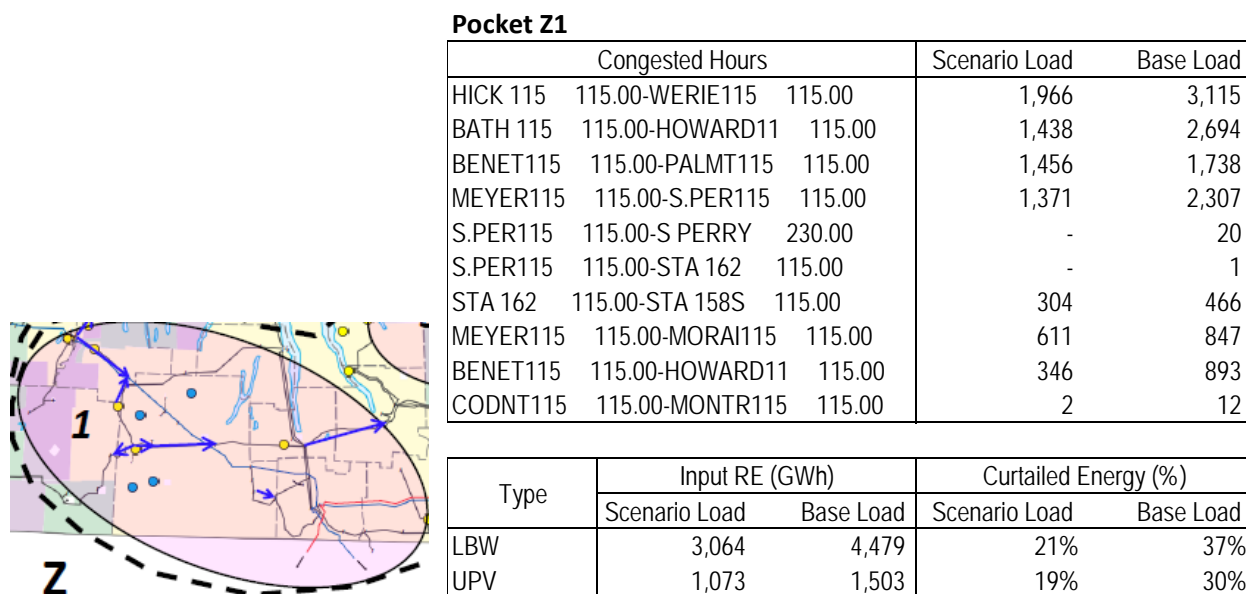 Pocket Z1
Congested Hours Scenario Load Base Load
HICK 115 115.00-WERIE115 115.00 1,966 3,115
BATH 115 115.00-HOWARD11 115.00 1,438 2,694
BENET115 115.00-PALMT115 115.00 1,456 1,738
MEYER115 115.00-S.PER115 115.00 1,371 2,307
S.PER115 115.00-S PERRY 230.00 - 20
S.PER115 115.00-STA 162 115.00 - 1
STA 162 115.00-STA 158S 115.00 304 466
MEYER115 115.00-MORAI115 115.00 611 847
BENET115 115.00-HOWARD11 115.00 346 893
CODNT115 115.00-MONTR115 115.00 2 12
Type Input RE (GWh) Curtailed Energy (%)
Scenario Load Base Load Scenario Load Base Load
LBW 3,064 4,479 21% 37%
UPV 1,073 1,503 19% 30%
1
Z